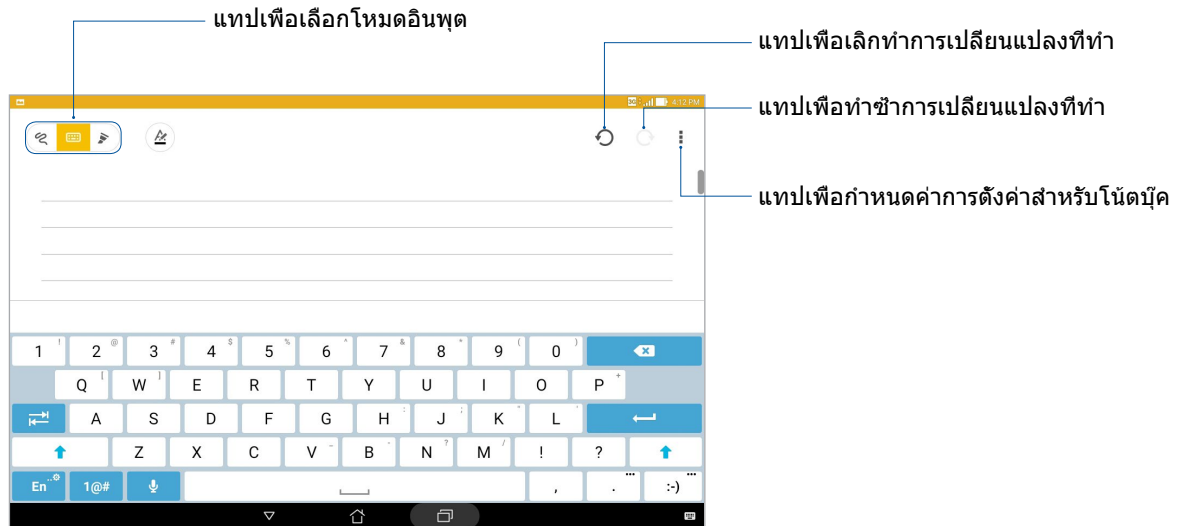 แทปเพือเลือกโหมดอินพุต
แทปเพือเลิกทำการเปลียนแปลงทีทำ
3G 4:12 PM
แทปเพือทำซ้ำการเปลียนแปลงทีทำ
แทปเพือกำหนดค่าการตังค่าสำหรับโน้ตบุ๊ค
1 ! 2 @ 3 # 4 $ 5 % 6 ^ 7 & 8 * 9 ( 0 )
Q [ W ] E R T Y U I O P +
A S D F G H : J ; K " L '
Z X C V _ B - N ? M / ! ?
En 1@# , . :-)